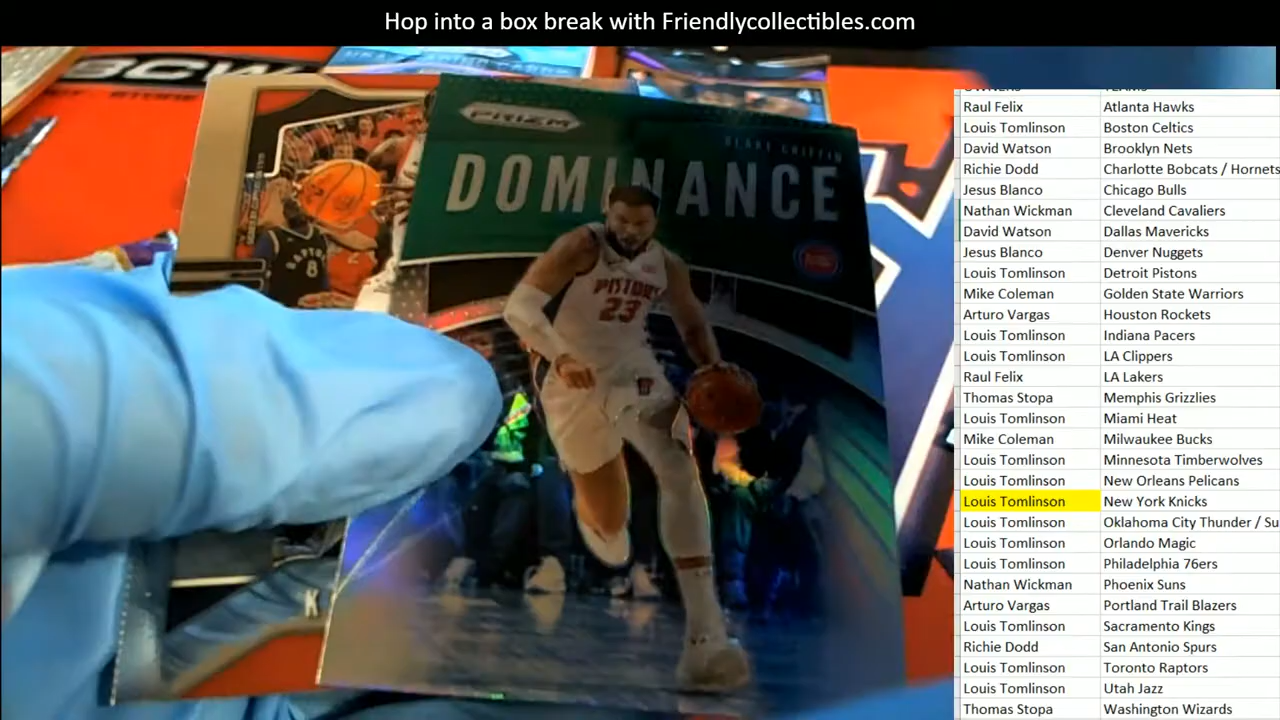 Hop into a box break with Friendlycollectibles.com
BCW
PRIZM
BLAKE GRIFFIN
DOMINANCE
PISTONS
23
RAPTORS
8
K
Raul Felix Atlanta Hawks
Louis Tomlinson Boston Celtics
David Watson Brooklyn Nets
Richie Dodd Charlotte Bobcats / Hornets
Jesus Blanco Chicago Bulls
Nathan Wickman Cleveland Cavaliers
David Watson Dallas Mavericks
Jesus Blanco Denver Nuggets
Louis Tomlinson Detroit Pistons
Mike Coleman Golden State Warriors
Arturo Vargas Houston Rockets
Louis Tomlinson Indiana Pacers
Louis Tomlinson LA Clippers
Raul Felix LA Lakers
Thomas Stopa Memphis Grizzlies
Louis Tomlinson Miami Heat
Mike Coleman Milwaukee Bucks
Louis Tomlinson Minnesota Timberwolves
Louis Tomlinson New Orleans Pelicans
Louis Tomlinson New York Knicks
Louis Tomlinson Oklahoma City Thunder / Su
Louis Tomlinson Orlando Magic
Louis Tomlinson Philadelphia 76ers
Nathan Wickman Phoenix Suns
Arturo Vargas Portland Trail Blazers
Louis Tomlinson Sacramento Kings
Richie Dodd San Antonio Spurs
Louis Tomlinson Toronto Raptors
Louis Tomlinson Utah Jazz
Thomas Stopa Washington Wizards